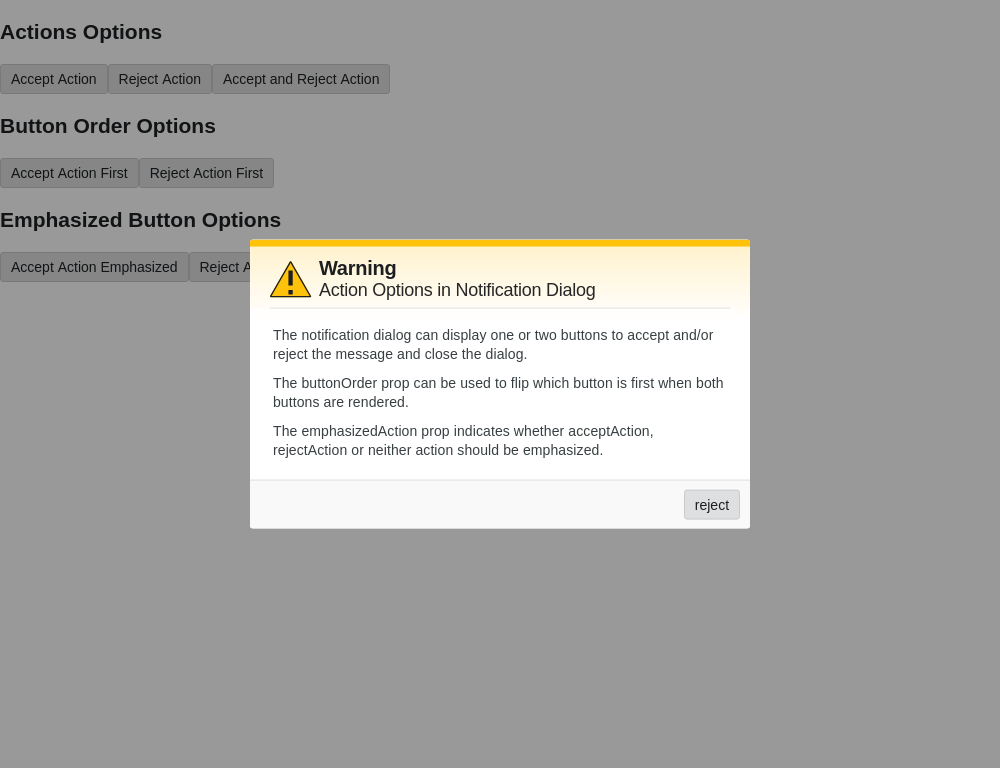 Actions Options
Accept Action Reject Action Accept and Reject Action
Button Order Options
Accept Action First Reject Action First
Emphasized Button Options
Accept Action Emphasized Reject
Warning
Action Options in Notification Dialog
The notification dialog can display one or two buttons to accept and/or
reject the message and close the dialog.
The buttonOrder prop can be used to flip which button is first when both
buttons are rendered.
The emphasizedAction prop indicates whether acceptAction,
rejectAction or neither action should be emphasized.
reject